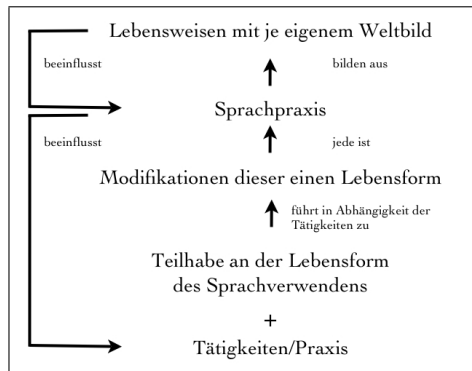 Lebensweisen mit je eigenem Weltbild
beeinflusst
bilden aus
Sprachpraxis
beeinflusst
jede ist
Modifikationen dieser einen Lebensform
führt in Abhängigkeit der
Tätigkeiten zu
Teilhabe an der Lebensform
des Sprachverwendens
+
Tätigkeiten/Praxis